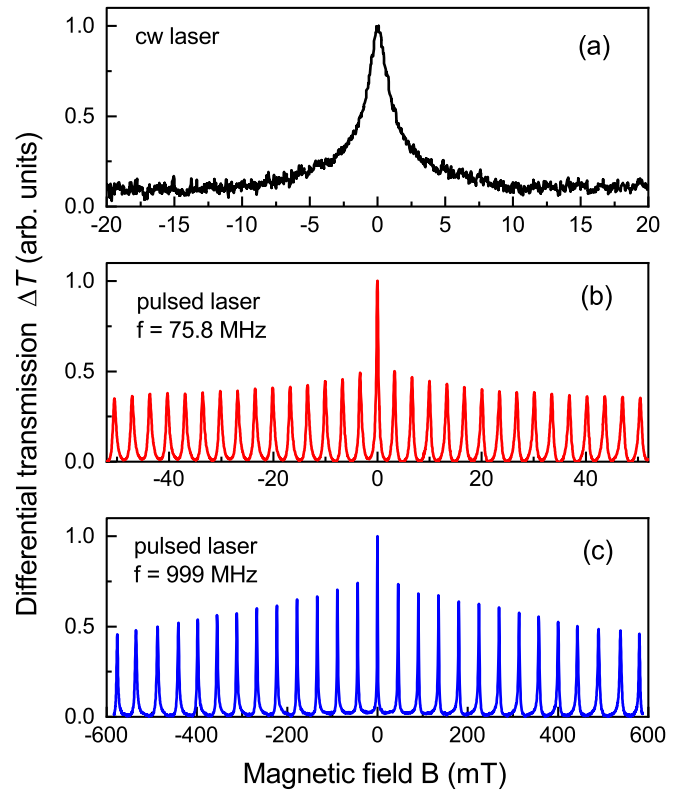 Differential transmission ΔT (arb. units)
cw laser
(a)
1.0
0.5
0.0
-20 -15 -10 -5 0 5 10 15 20
pulsed laser
f = 75.8 MHz
(b)
1.0
0.5
0.0
-40 -20 0 20 40
pulsed laser
f = 999 MHz
(c)
1.0
0.5
0.0
-600 -400 -200 0 200 400 600
Magnetic field B (mT)